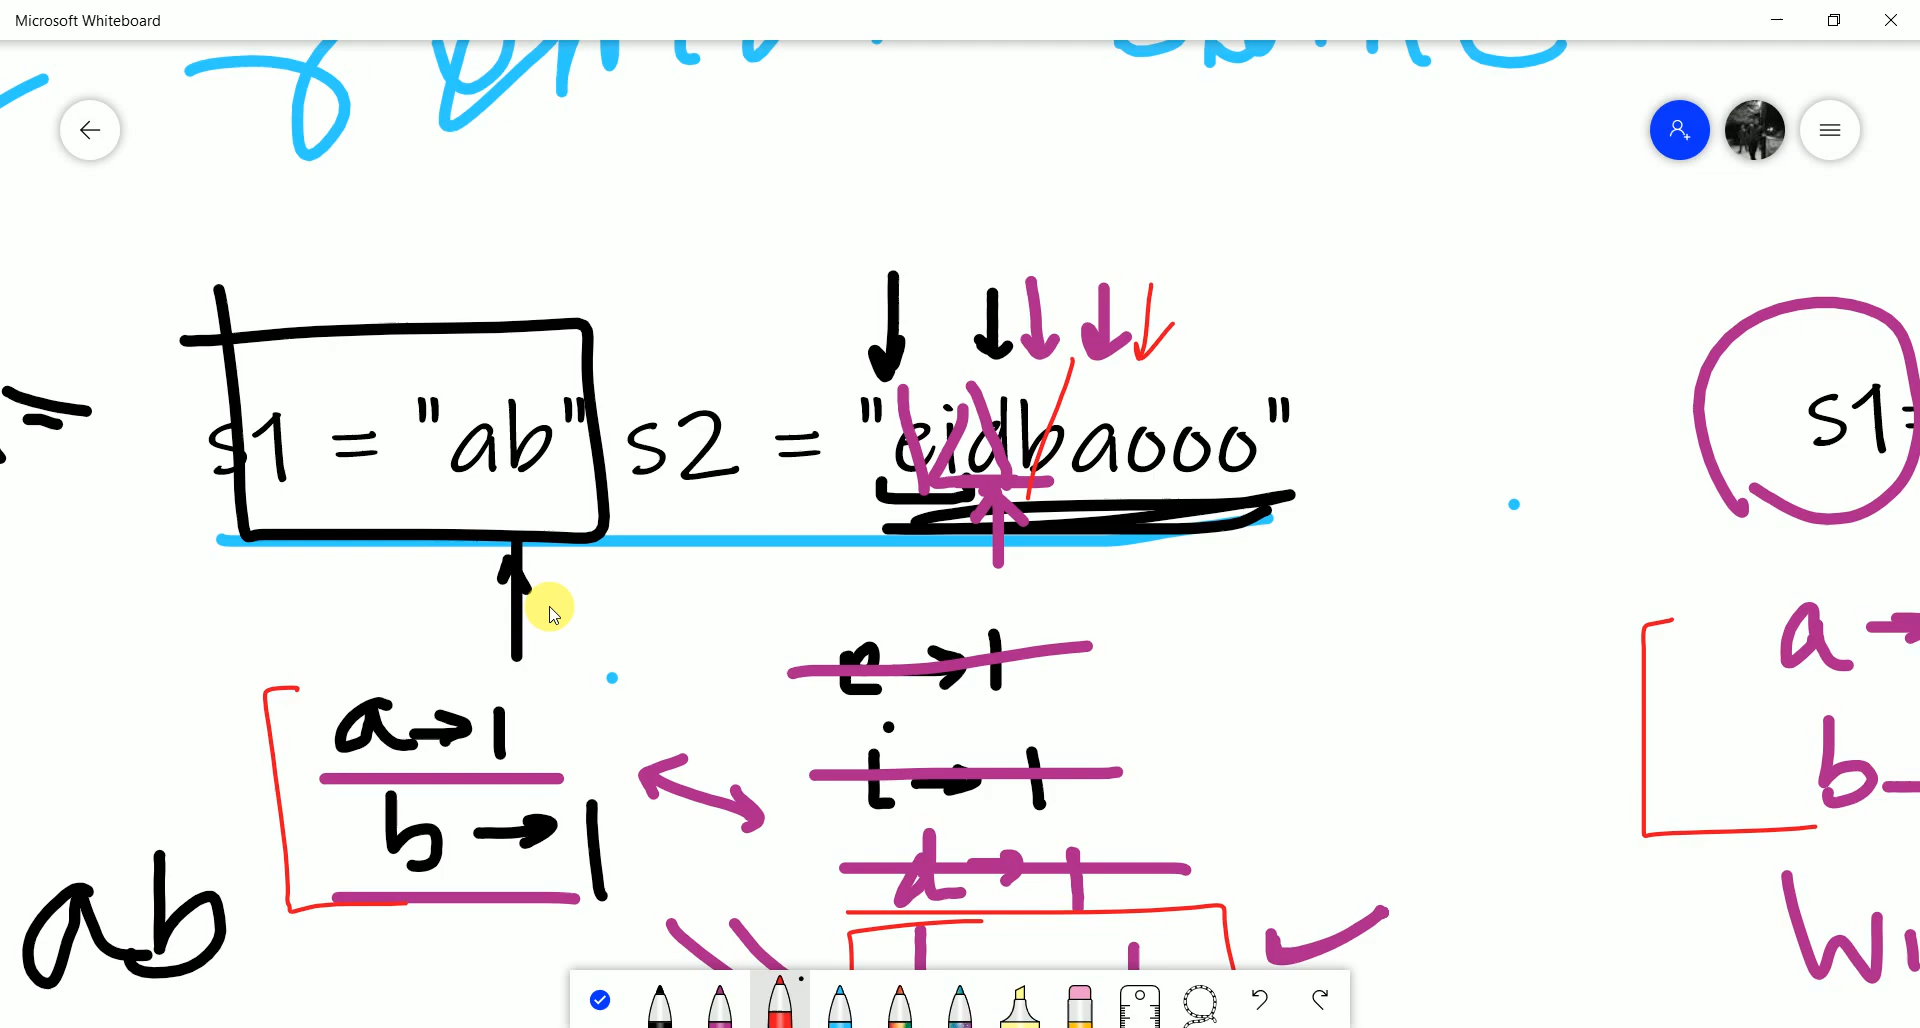 Microsoft Whiteboard
s1 = "ab" s2 = "eidbaooo"
s1=
e → 1
i → 1
a → 1
b → 1
d → 1
a →
b
ab